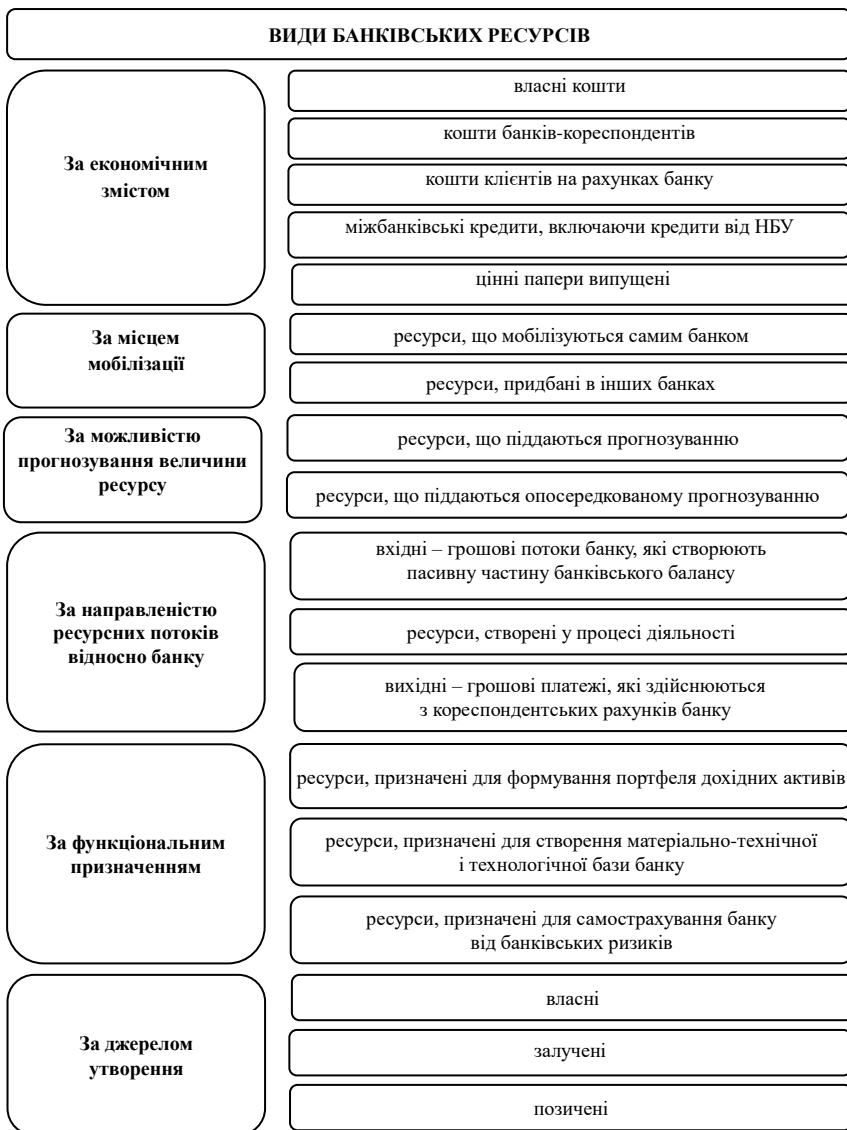 ВИДИ БАНКІВСЬКИХ РЕСУРСІВ
За економічним
змістом
власні кошти
кошти банків-кореспондентів
кошти клієнтів на рахунках банку
міжбанківські кредити, включаючи кредити від НБУ
цінні папери випущені
За місцем
мобілізації
ресурси, що мобілізуються самим банком
ресурси, придбані в інших банках
За можливістю
прогнозування величини
ресурсу
ресурси, що піддаються прогнозуванню
ресурси, що піддаються опосередкованому прогнозуванню
За направленістю
ресурсних потоків
відносно банку
вхідні – грошові потоки банку, які створюють
пасивну частину банківського балансу
ресурси, створені у процесі діяльності
вихідні – грошові платежі, які здійснюються
з кореспондентських рахунків банку
За функціональним
призначенням
ресурси, призначені для формування портфеля дохідних активів
ресурси, призначені для створення матеріально-технічної
і технологічної бази банку
ресурси, призначені для самострахування банку
від банківських ризиків
За джерелом
утворення
власні
залучені
позичені